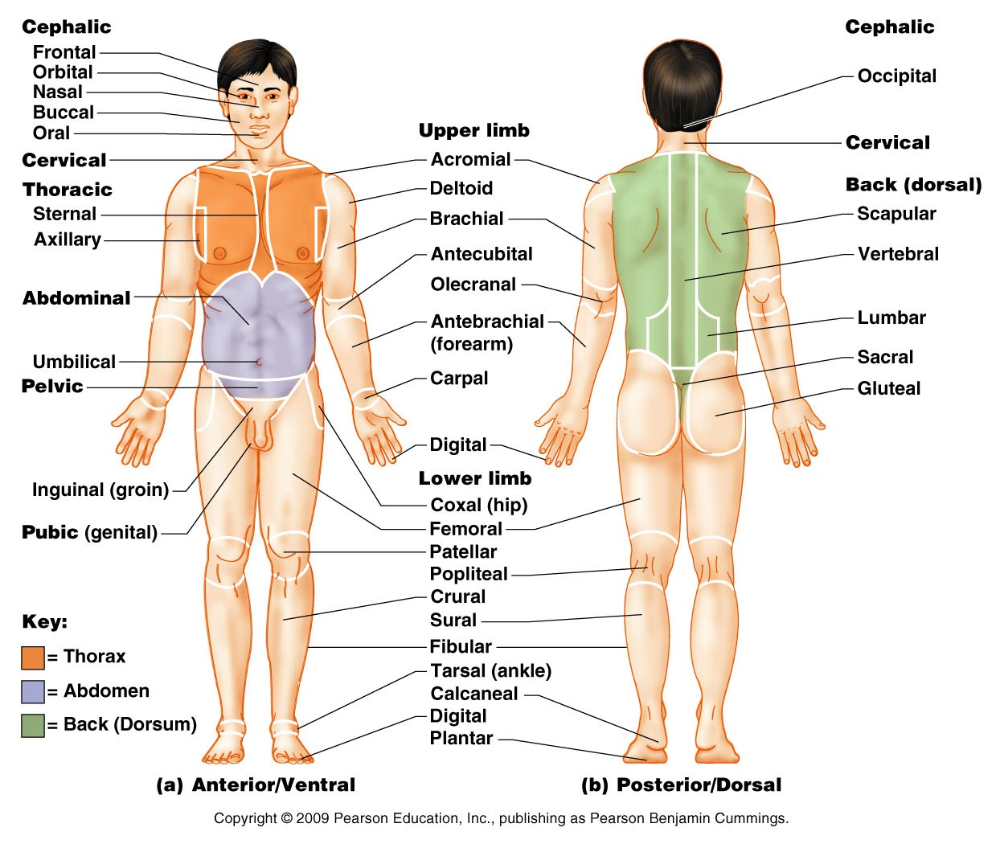 Cephalic
Frontal
Orbital
Nasal
Buccal
Oral
Cervical
Thoracic
Sternal
Axillary
Abdominal
Umbilical
Pelvic
Inguinal (groin)
Pubic (genital)
Key:
= Thorax
= Abdomen
= Back (Dorsum)
(a) Anterior/Ventral
Upper limb
Acromial
Deltoid
Brachial
Antecubital
Olecranal
Antebrachial
(forearm)
Carpal
Digital
Lower limb
Coxal (hip)
Femoral
Patellar
Popliteal
Crural
Sural
Fibular
Tarsal (ankle)
Calcaneal
Digital
Plantar
Cephalic
Occipital
Cervical
Back (dorsal)
Scapular
Vertebral
Lumbar
Sacral
Gluteal
(b) Posterior/Dorsal
Copyright © 2009 Pearson Education, Inc., publishing as Pearson Benjamin Cummings.